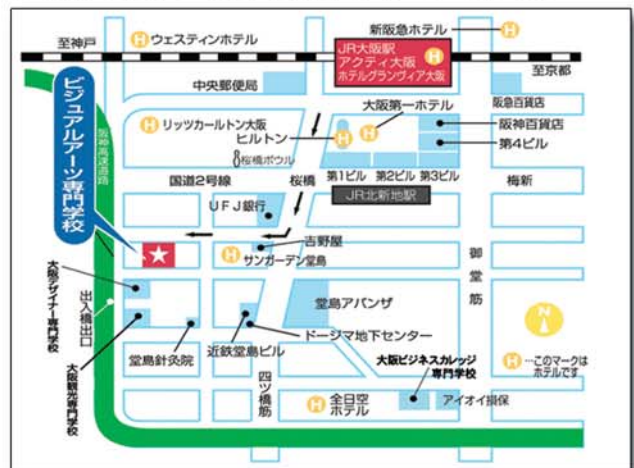 新阪急ホテル
H
至神戸
H ウェスティンホテル
JR大阪駅
アクティ大阪 H
ホテルグランヴィア大阪
至京都
ビジュアルアーツ専門学校
阪神高速道路
中央郵便局
大阪第一ホテル
阪急百貨店
H リッツカールトン大阪
ヒルトン H
H
阪神百貨店
桜橋ボウル
第4ビル
第1ビル 第2ビル 第3ビル
国道2号線
桜橋
JR北新地駅
梅新
UFJ銀行
吉野屋
H サンガーデン堂島
御堂筋
大阪デザイナー専門学校
出入橋出口
堂島アバンザ
N
ドージマ地下センター
大阪観光専門学校
堂島針灸院
近鉄堂島ビル
大阪ビジネスカレッジ
専門学校
H …このマークは
ホテルです
四ツ橋筋
H 全日空
ホテル
アイオイ損保